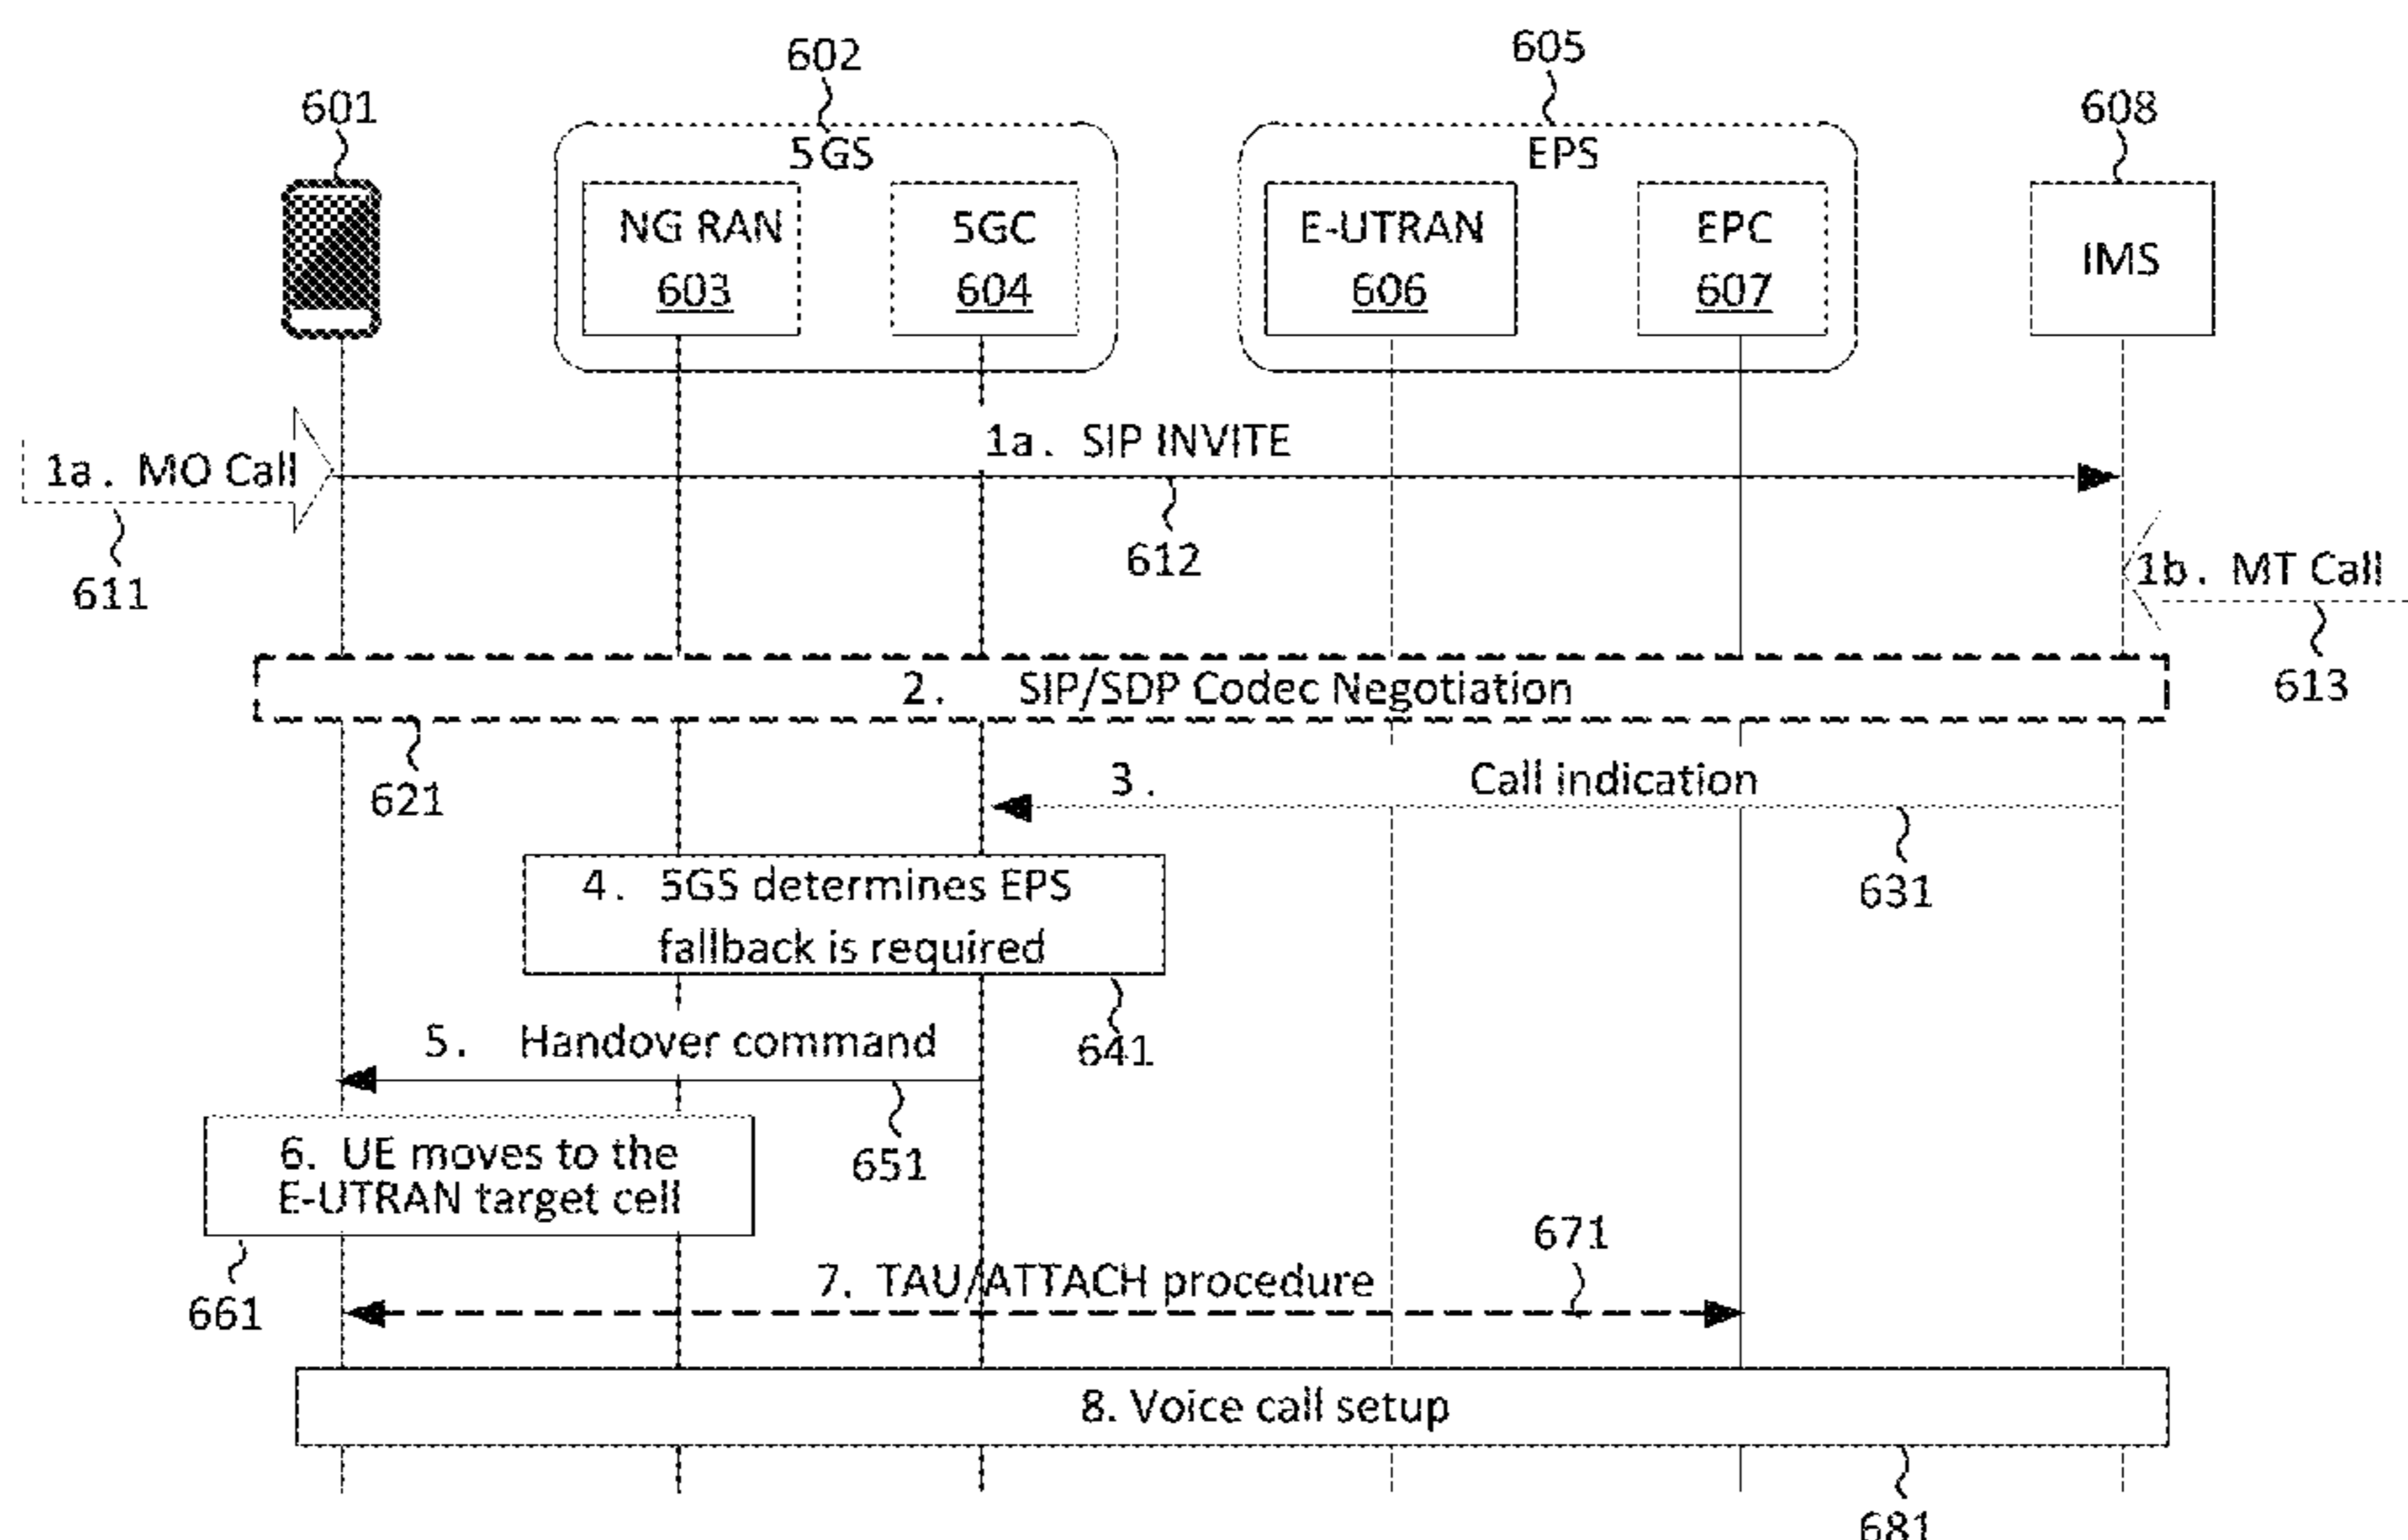 602
605
601
608
5GS
EPS
NG RAN
603
5GC
604
E-UTRAN
606
EPC
607
IMS
1a. SIP INVITE
1a. MO Call
612
611
1b. MT Call
613
2. SIP/SDP Codec Negotiation
621
3. Call indication
631
4. 5GS determines EPS
fallback is required
641
5. Handover command
651
6. UE moves to the
E-UTRAN target cell
661
671
7. TAU/ATTACH procedure
8. Voice call setup
681